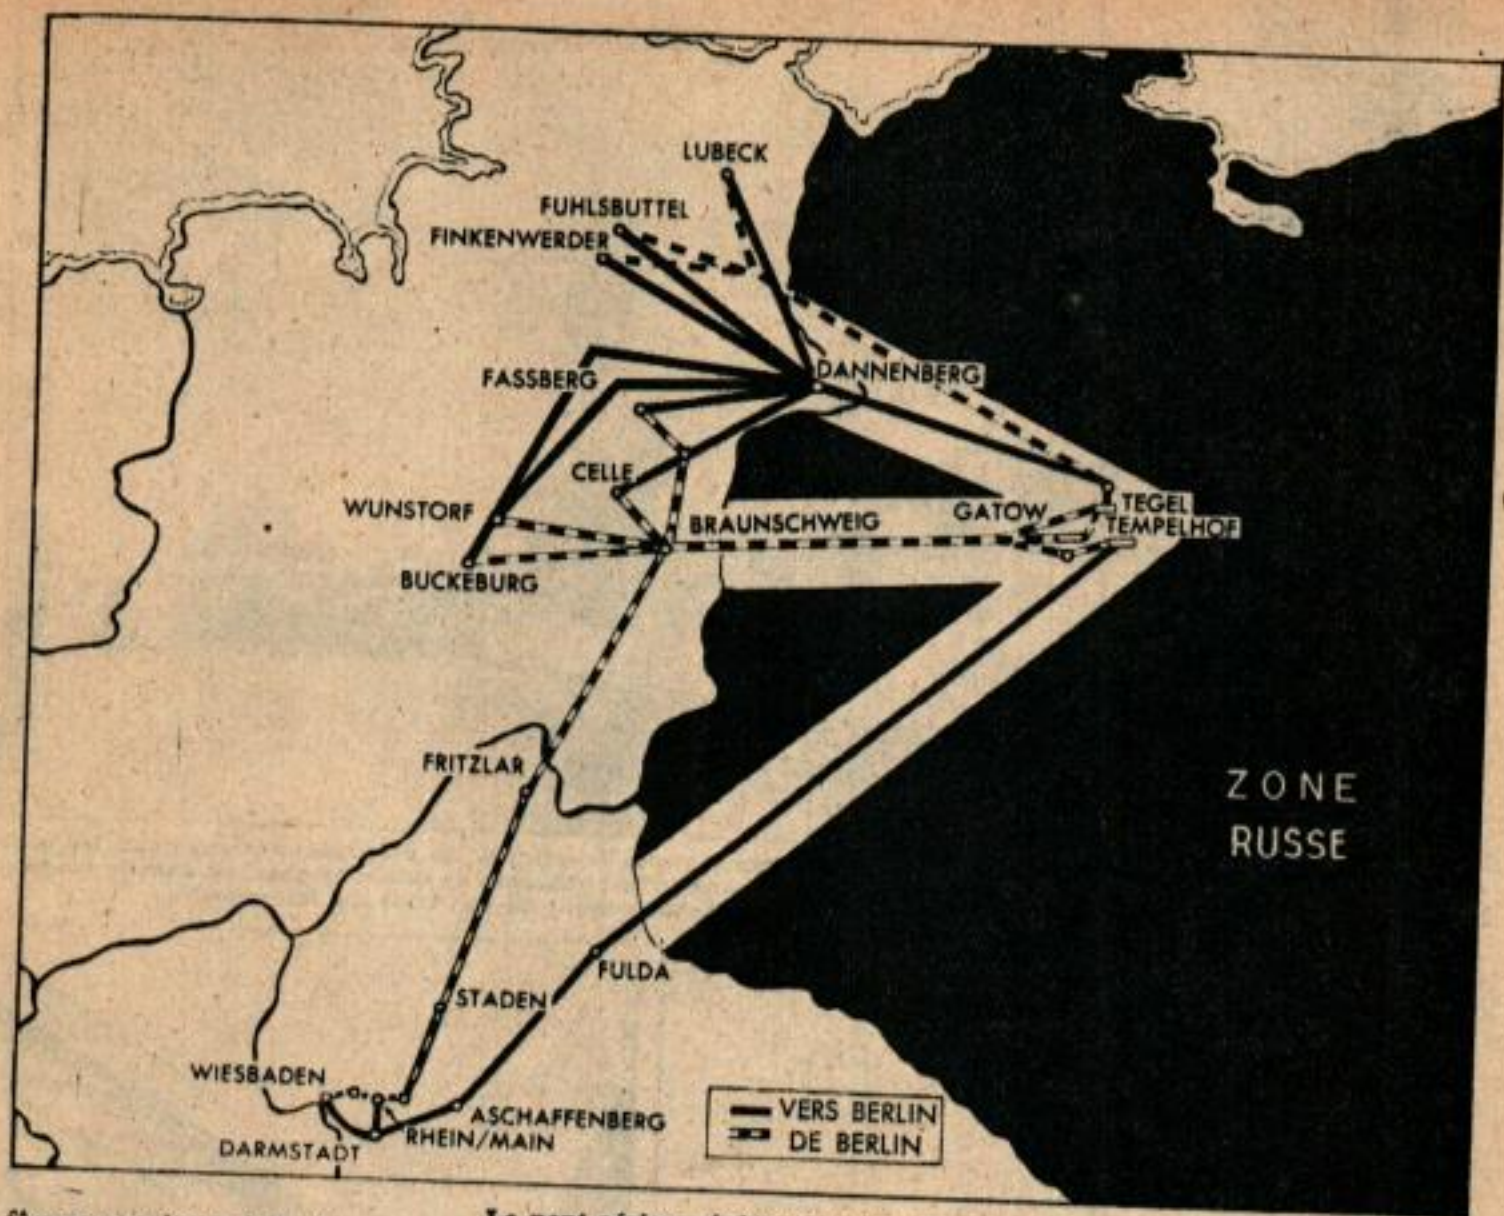 LUBECK
FUHLSBUTTEL
FINKENWERDER
FASSBERG
DANNENBERG
CELLE
WUNSTORF
BRAUNSCHWEIG
GATOW
TEGEL
TEMPELHOF
BUCKEBURG
FRITZLAR
ZONE
RUSSE
FULDA
STADEN
WIESBADEN
ASCHAFFENBERG
RHEIN/MAIN
DARMSTADT
VERS BERLIN
DE BERLIN